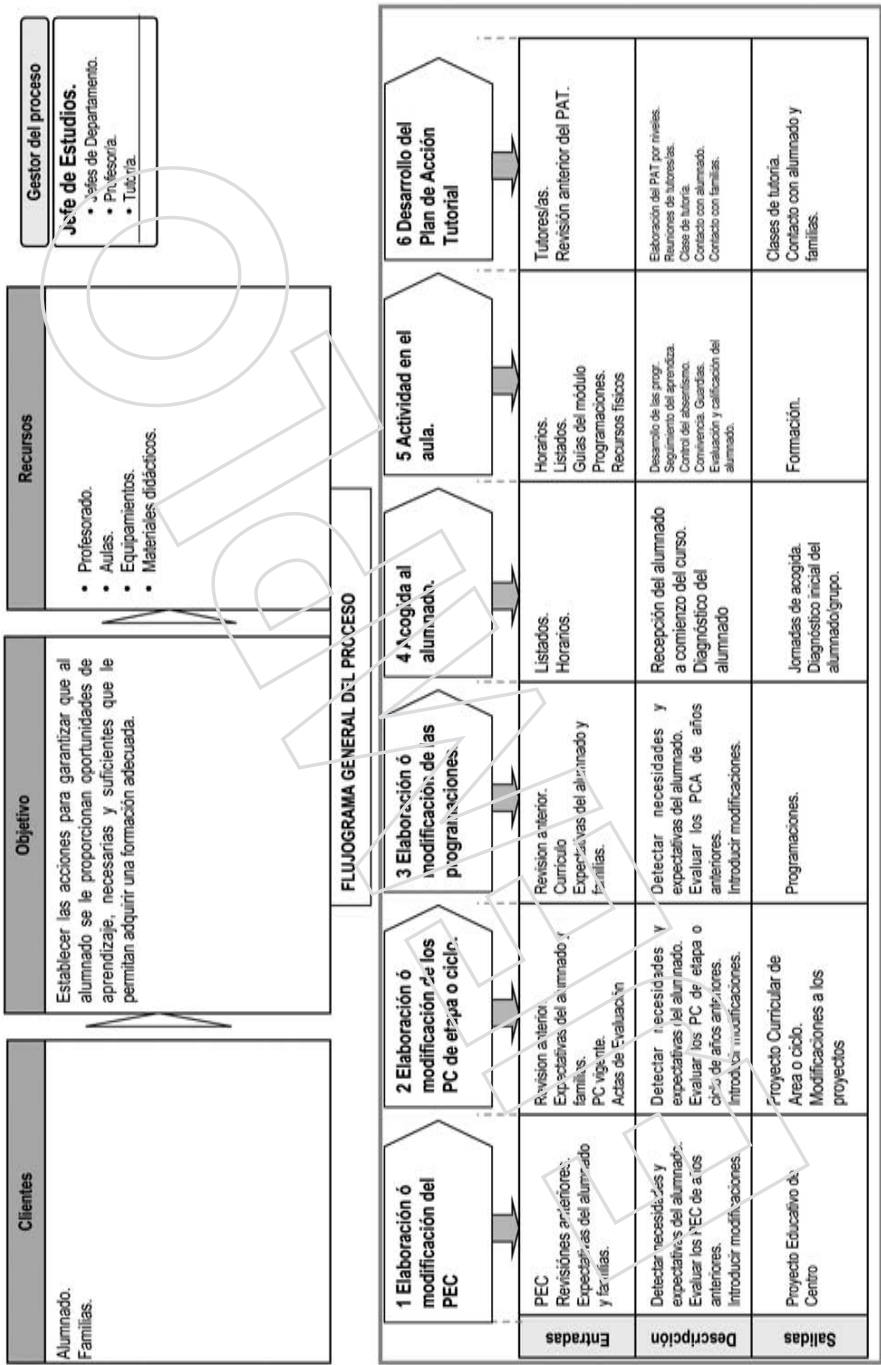 Clientes
Alumnado.
Familias.
Objetivo
Establecer las acciones para garantizar que al
alumnado se le proporcionan oportunidades de
aprendizaje, necesarias y suficientes que le
permitan adquirir una formación adecuada.
Recursos
• Profesorado.
• Aulas.
• Equipamientos.
• Materiales didácticos.
Gestor del proceso
Jefe de Estudios.
• Jefes de Departamento.
• Profesoría.
• Tutoría.
FLUJOGRAMA GENERAL DEL PROCESO
1 Elaboración ó
modificación del
PEC
2 Elaboración ó
modificación de los
PC de etapa o ciclo.
3 Elaboración ó
modificación de las
programaciones.
4 Acogida al
alumnado.
5 Actividad en el
aula.
6 Desarrollo del
Plan de Acción
Tutorial
Entradas
PEC
Revisiónes anteriores.
Expectativas del alumnado
y familias.
Revision anterior.
Expectativas del alumnado y
familias.
PC vigente.
Actas de Evaluación
Revision anterior.
Currículo
Expectativas del alumnado y
familias.
Listados.
Horarios.
Horarios.
Listados.
Guías del módulo
Programaciones.
Recursos físicos
Tutores/as.
Revisión anterior del PAT.
Descripción
Detectar necesidades y
expectativas del alumnado.
Evaluar los PEC de años
anteriores.
Introducir modificaciones.
Detectar necesidades y
expectativas del alumnado.
Evaluar los PC de etapa o
ciclo de años anteriores.
Introducir modificaciones.
Detectar necesidades y
expectativas del alumnado.
Evaluar los PCA de años
anteriores.
Introducir modificaciones.
Recepción del alumnado
a comienzo del curso.
Diagnóstico del
alumnado
Desarrollo de las progr.
Seguimiento del aprendiza.
Control del absentismo.
Convivencia. Guardias.
Evaluación y calificación del
alumnado.
Elaboración del PAT por niveles.
Reuniones de tutores/as.
Clase de tutoría.
Contacto con alumnado.
Contacto con familias.
Salidas
Proyecto Educativo de
Centro
Proyecto Curricular de
Area o ciclo.
Modificaciones a los
proyectos
Programaciones.
Jornadas de acogida.
Diagnóstico inicial del
alumnado/grupo.
Formación.
Clases de tutoría.
Contacto con alumnado y
familias.